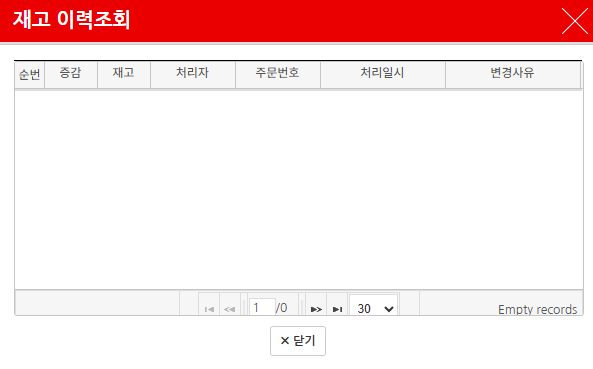 재고 이력조회
순번 증감 재고 처리자 주문번호 처리일시 변경사유
1 /0 30 Empty records
× 닫기